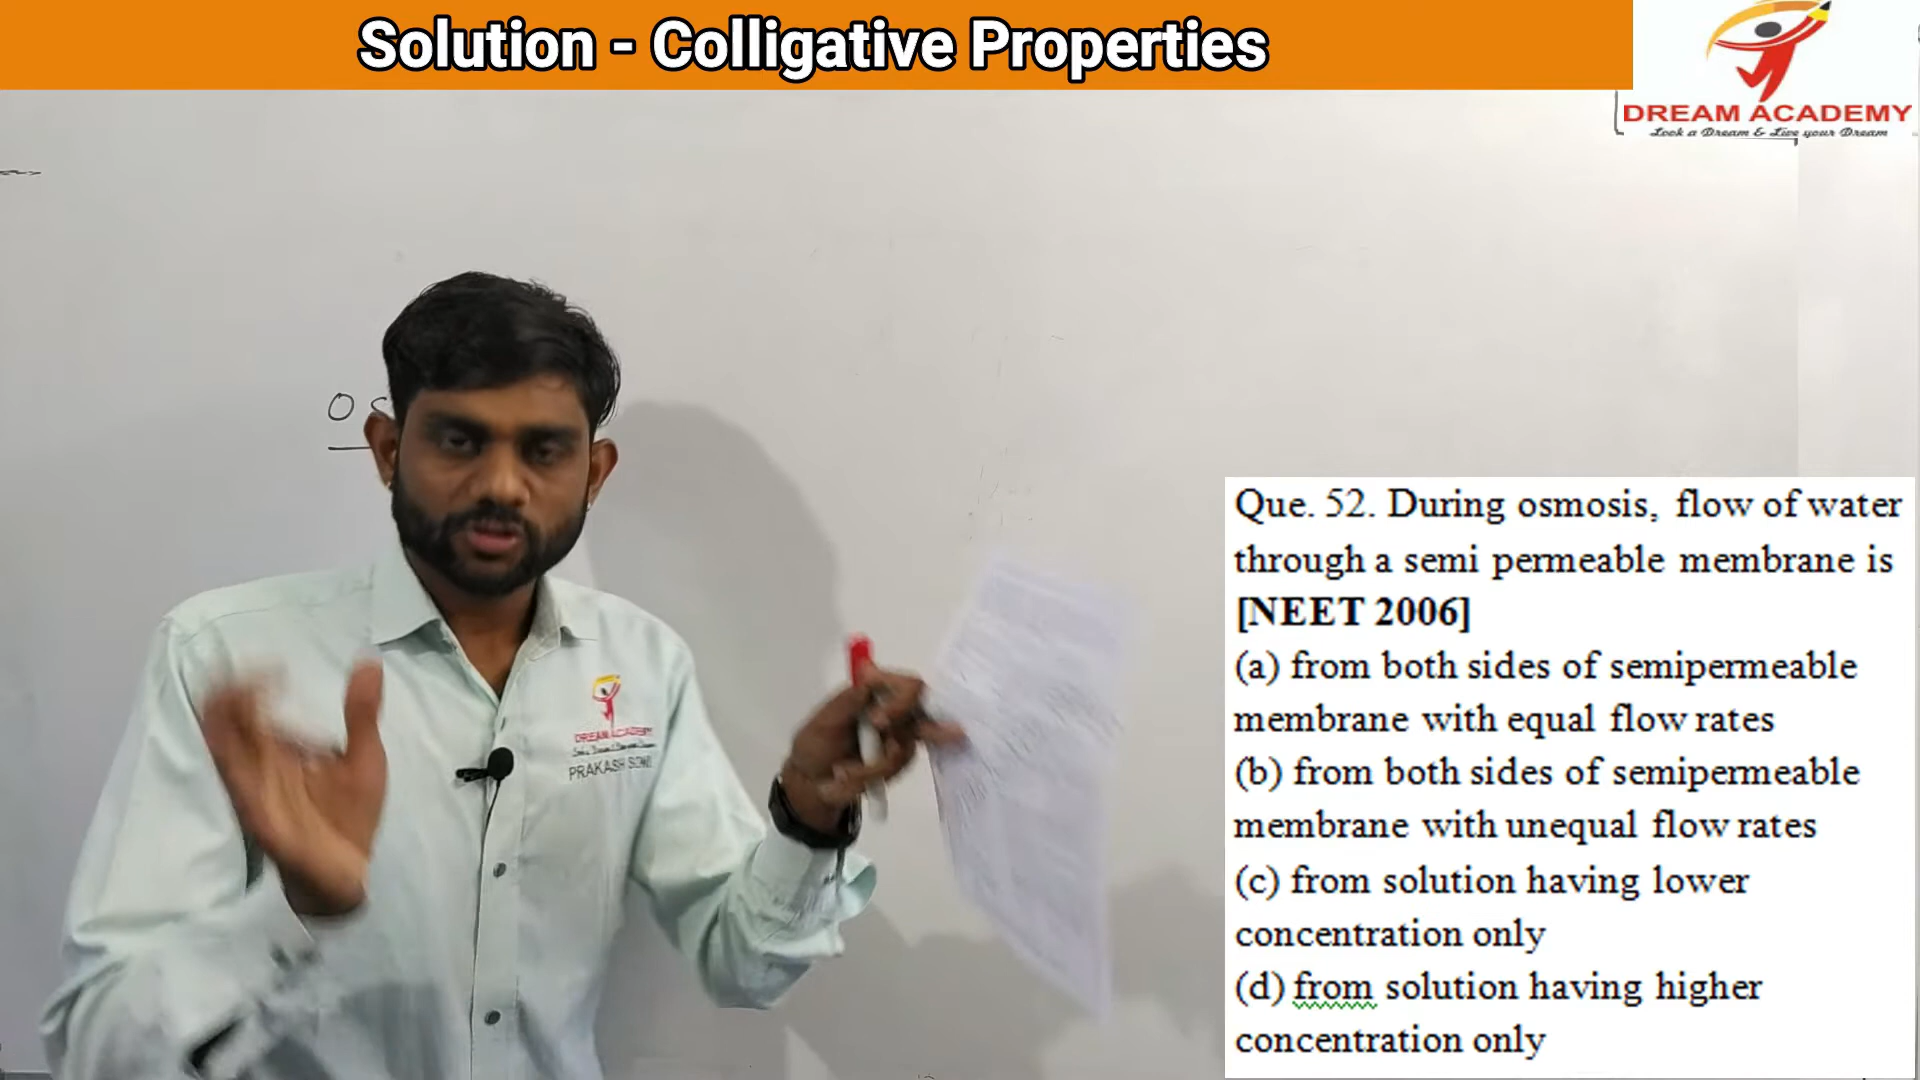 Solution - Colligative Properties
DREAM ACADEMY
Look a Dream & Live your Dream
O S
DREAM ACADEMY
PRAKASH SONI
Que. 52. During osmosis, flow of water
through a semi permeable membrane is
[NEET 2006]
(a) from both sides of semipermeable
membrane with equal flow rates
(b) from both sides of semipermeable
membrane with unequal flow rates
(c) from solution having lower
concentration only
(d) from solution having higher
concentration only